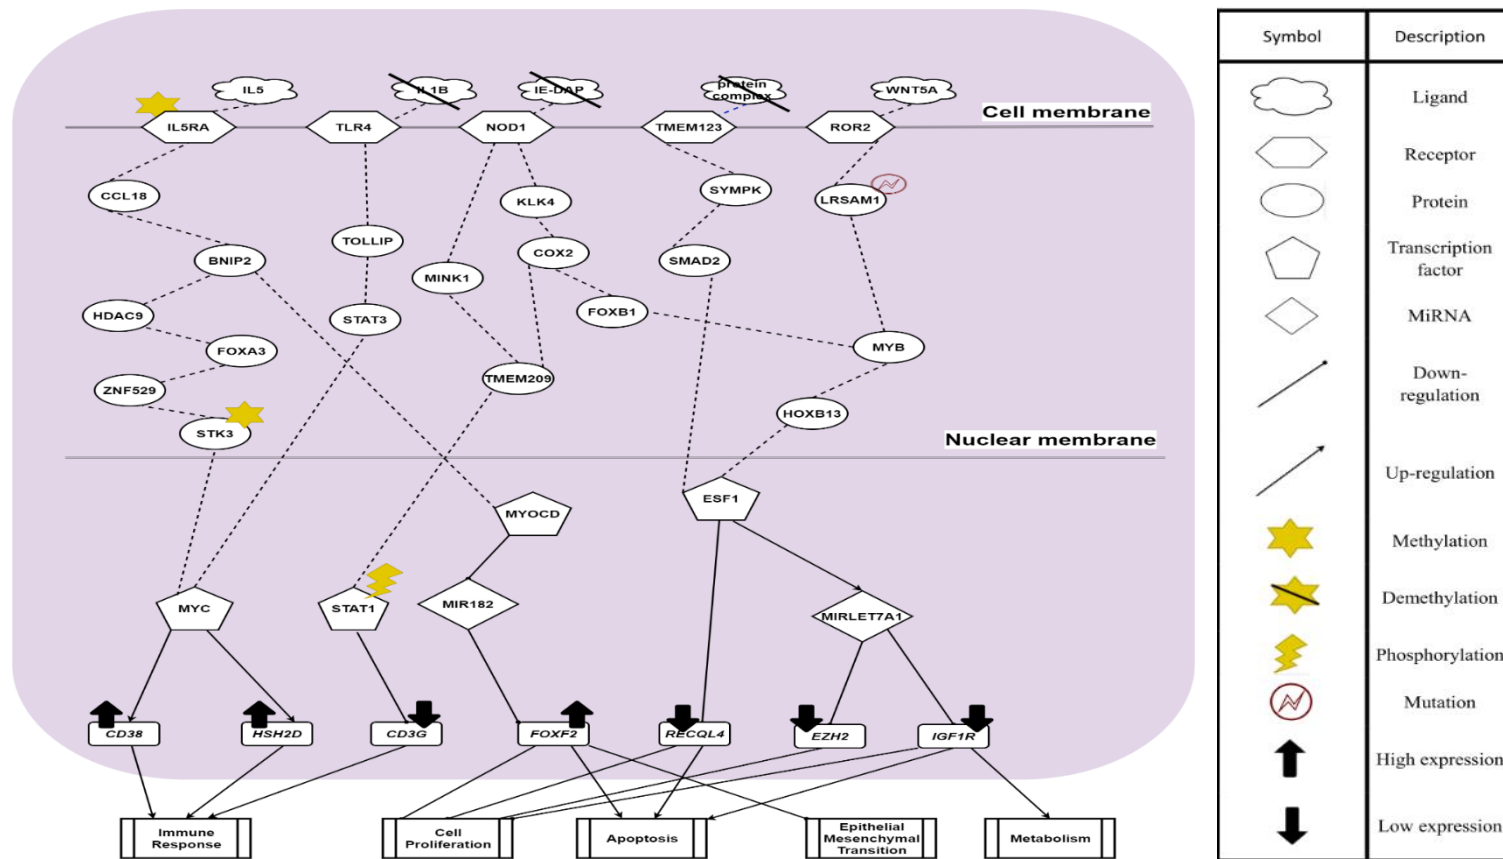 IL5
IL1B
IE-DAP
protein
complex
WNT5A
Cell membrane
IL5RA
TLR4
NOD1
TMEM123
ROR2
CCL18
KLK4
SYMPK
LRSAM1
BNIP2
TOLLIP
COX2
SMAD2
MINK1
HDAC9
STAT3
FOXB1
FOXA3
MYB
ZNF529
TMEM209
STK3
HOXB13
Nuclear membrane
MYOCD
ESF1
MYC
STAT1
MIR182
MIRLET7A1
CD38
HSH2D
CD3G
FOXF2
RECQL4
EZH2
IGF1R
Immune
Response
Cell
Proliferation
Apoptosis
Epithelial
Mesenchymal
Transition
Metabolism
Symbol
Description
Ligand
Receptor
Protein
Transcription
factor
MiRNA
Down-
regulation
Up-regulation
Methylation
Demethylation
Phosphorylation
Mutation
High expression
Low expression